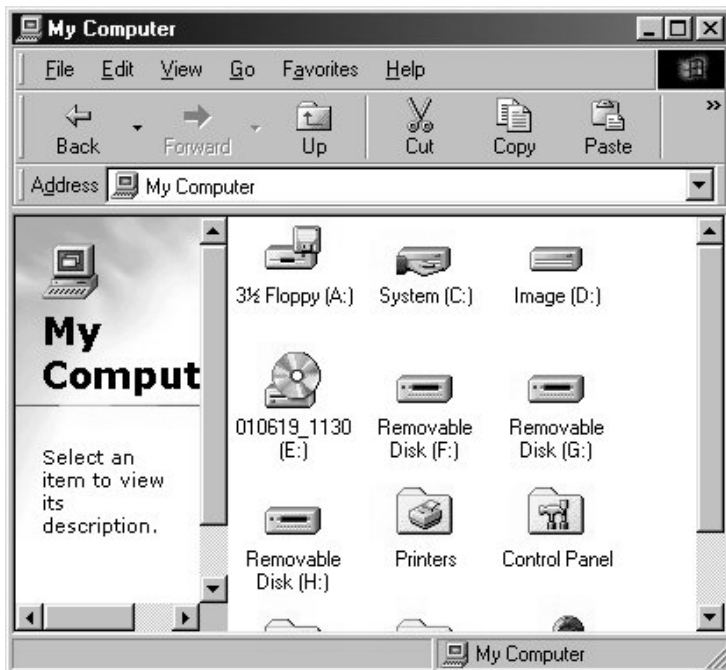 My Computer
File Edit View Go Favorites Help
Back Forward Up Cut Copy Paste »
Address My Computer
3½ Floppy (A:) System (C:) Image (D:)
My
Comput
010619_1130
(E:)
Removable
Disk (F:)
Removable
Disk (G:)
Select an
item to view
its
description.
Removable
Disk (H:)
Printers
Control Panel
My Computer